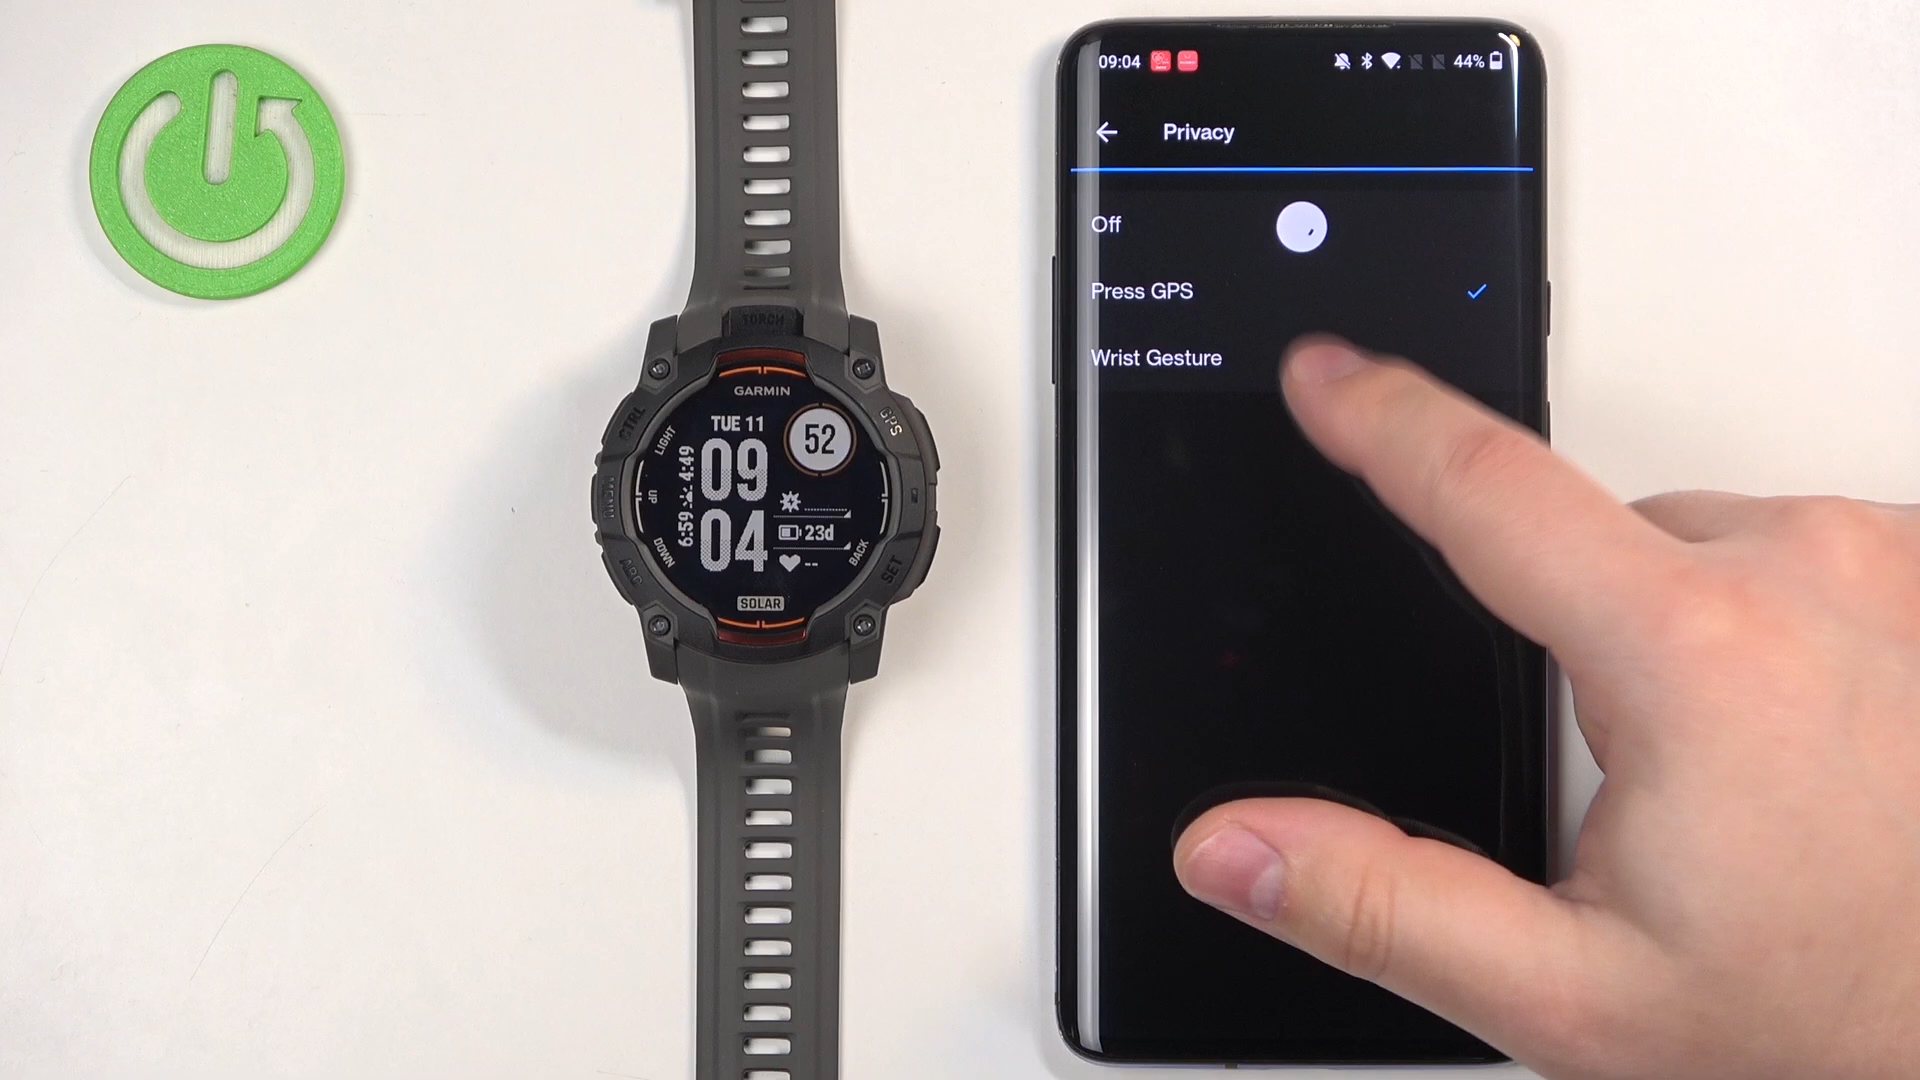 TORCH
GARMIN
CTRL
LIGHT
GPS
TUE 11
52
09
04
6:59 4:49
UP
MENU
23d
--
DOWN
BACK
ABC
SET
SOLAR
09:04
44%
Privacy
Off
Press GPS
Wrist Gesture